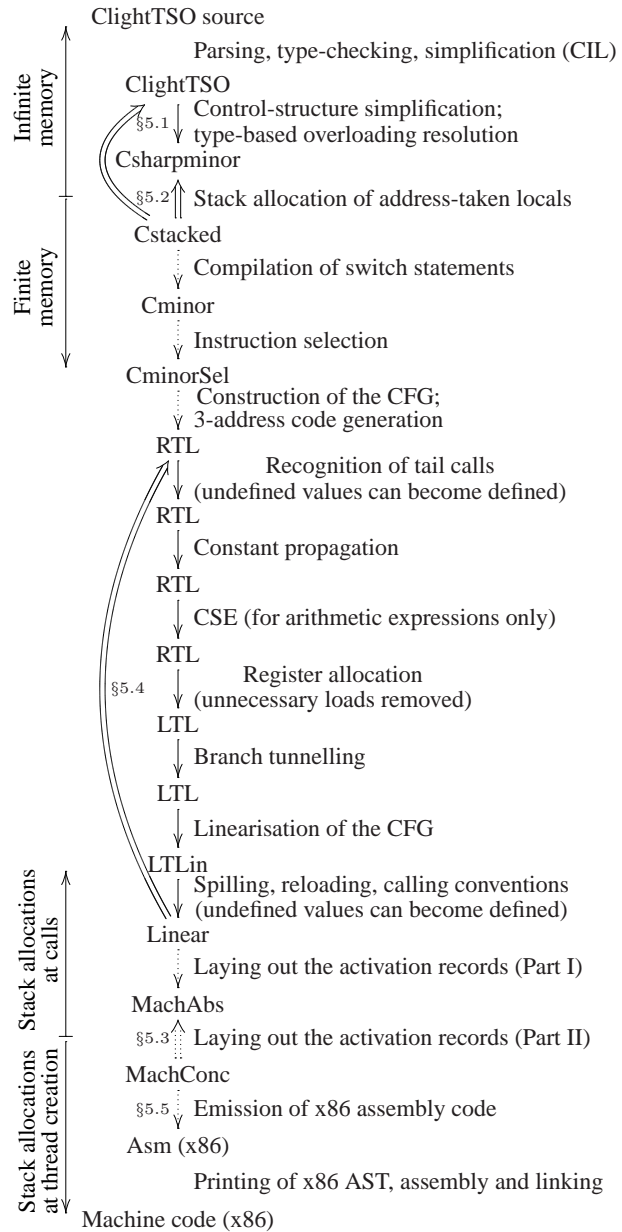 ClightTSO source
Parsing, type-checking, simplification (CIL)
ClightTSO
§5.1
Control-structure simplification;
type-based overloading resolution
Csharpminor
§5.2
Stack allocation of address-taken locals
Cstacked
Compilation of switch statements
Cminor
Instruction selection
CminorSel
Construction of the CFG;
3-address code generation
RTL
Recognition of tail calls
(undefined values can become defined)
RTL
Constant propagation
RTL
CSE (for arithmetic expressions only)
RTL
§5.4
Register allocation
(unnecessary loads removed)
LTL
Branch tunnelling
LTL
Linearisation of the CFG
LTLin
Spilling, reloading, calling conventions
(undefined values can become defined)
Linear
Laying out the activation records (Part I)
MachAbs
§5.3
Laying out the activation records (Part II)
MachConc
§5.5
Emission of x86 assembly code
Asm (x86)
Printing of x86 AST, assembly and linking
Machine code (x86)
Infinite
memory
Finite
memory
Stack allocations
at calls
Stack allocations
at thread creation